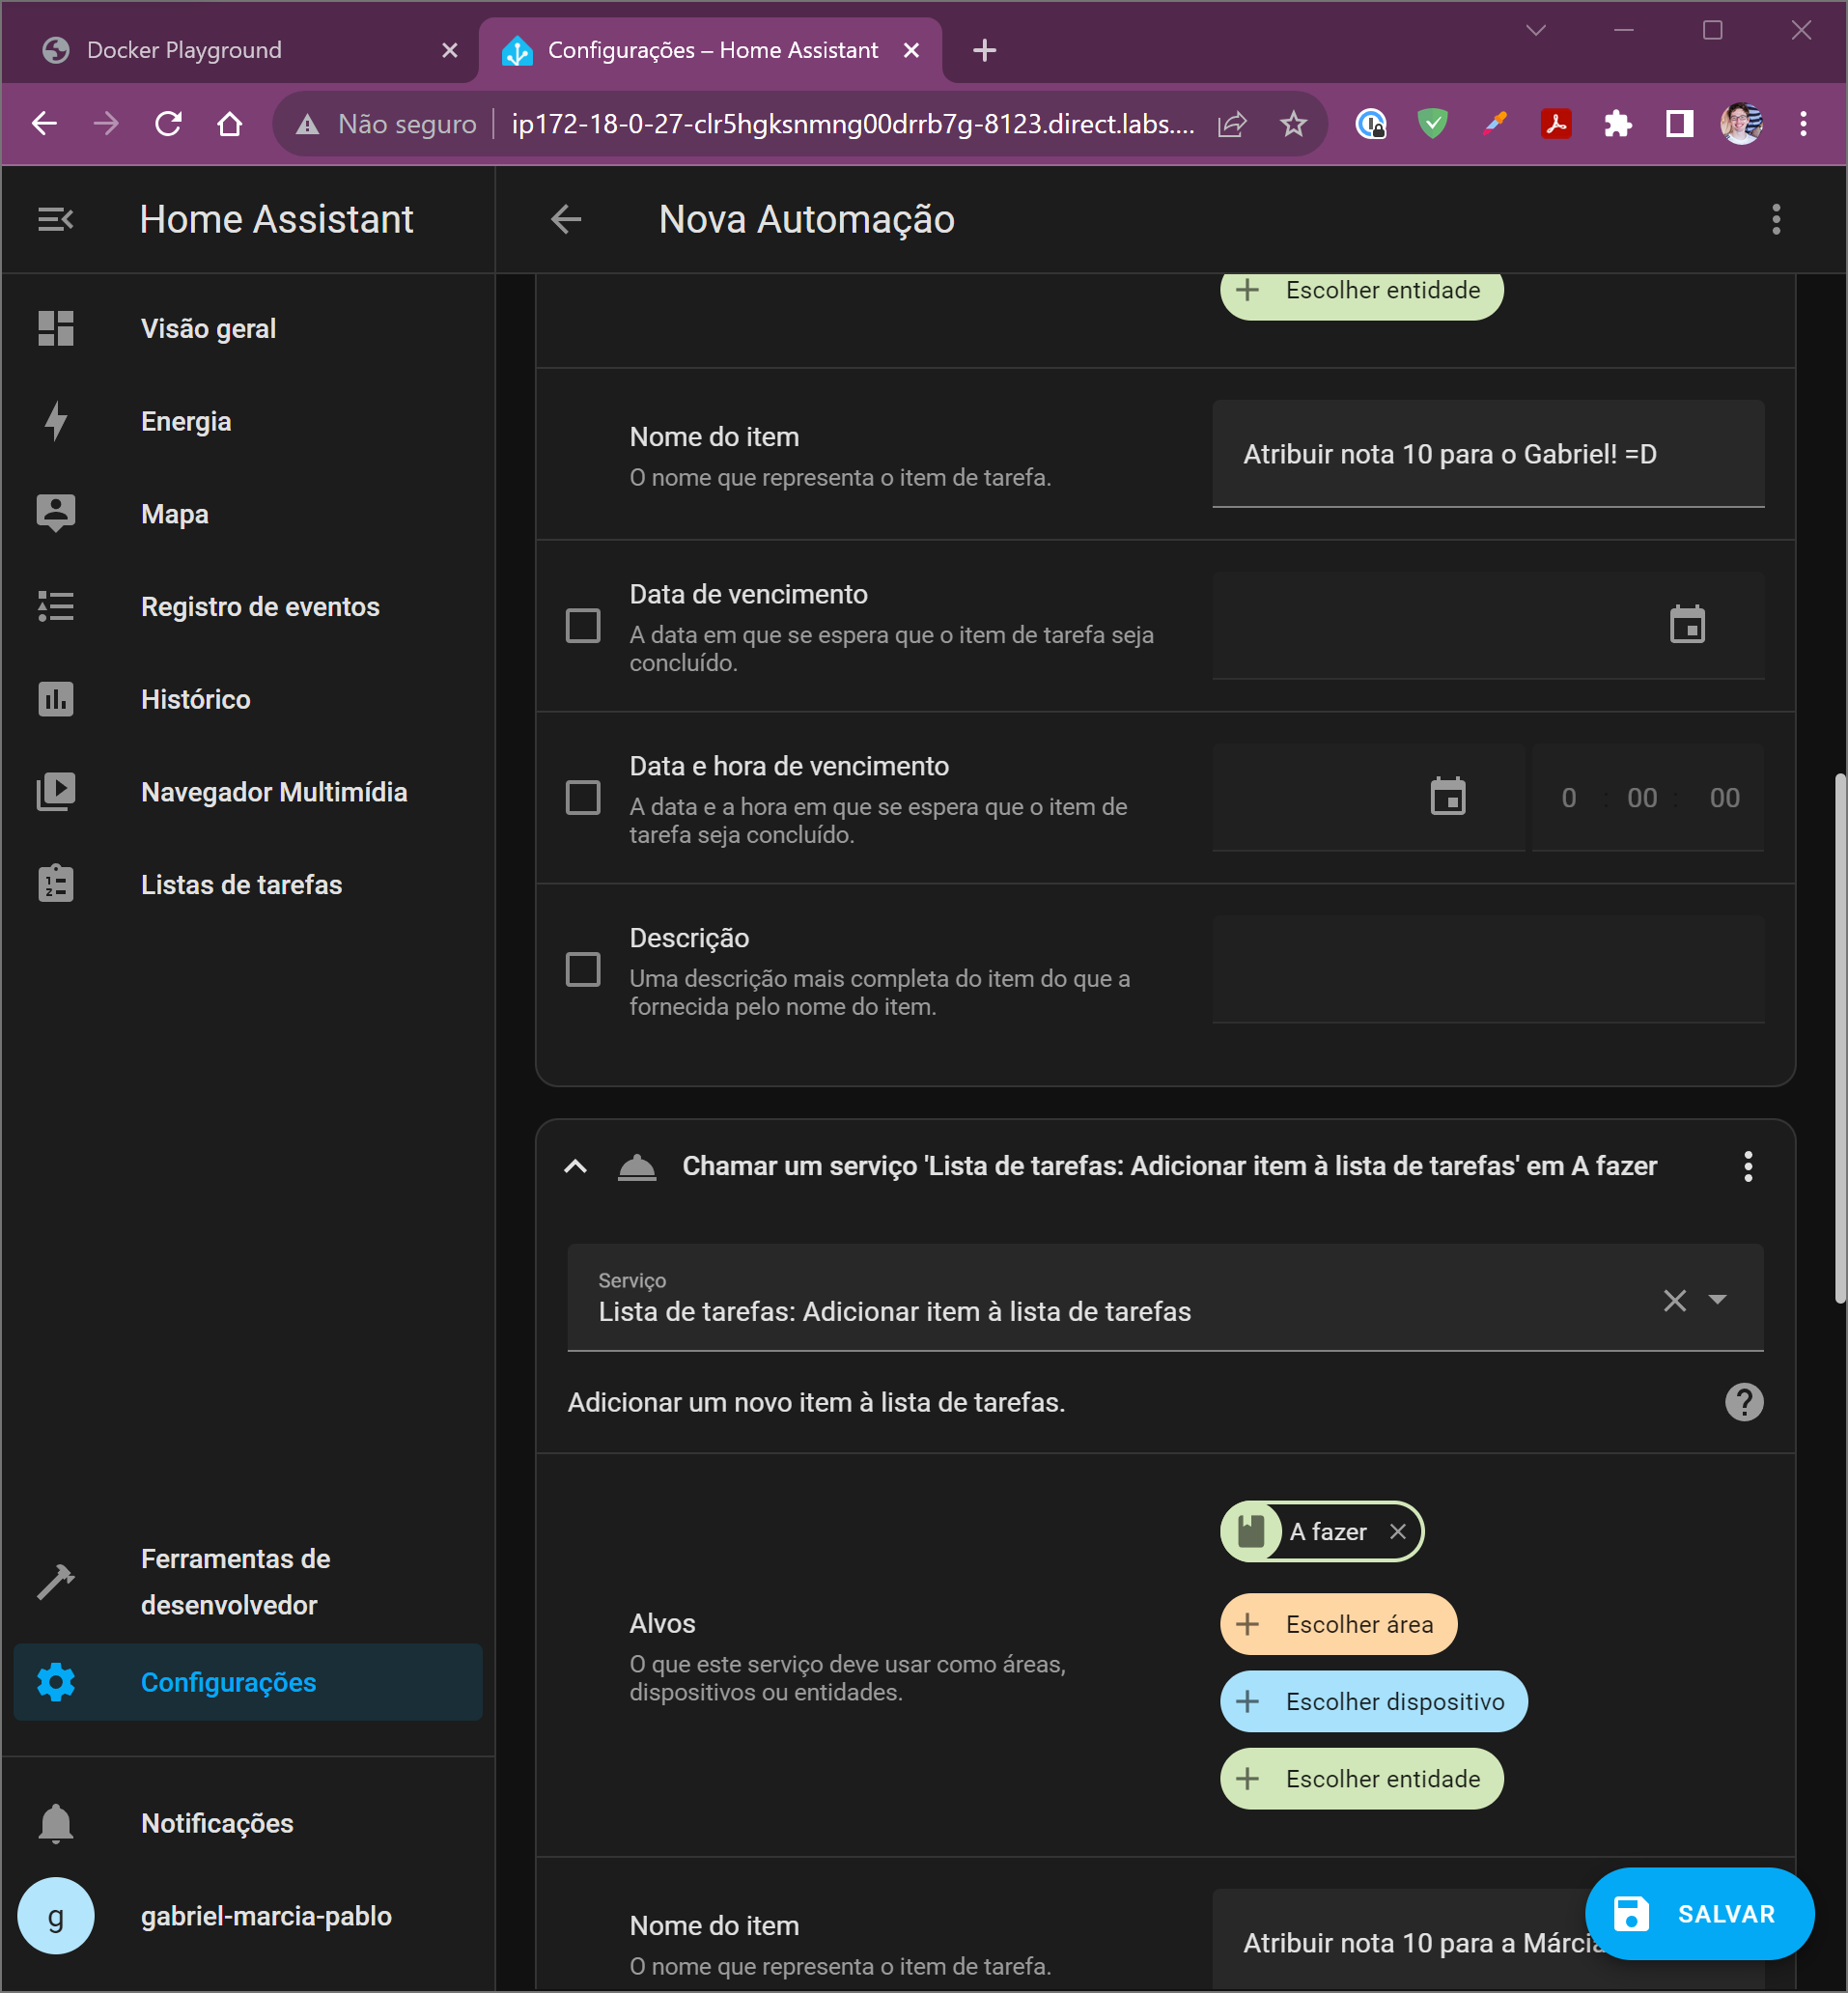 Docker Playground
Configurações – Home Assistant
Não seguro
ip172-18-0-27-clr5hgksnmng00drrb7g-8123.direct.labs....
Home Assistant
Visão geral
Energia
Mapa
Registro de eventos
Histórico
Navegador Multimídia
Listas de tarefas
Ferramentas de
desenvolvedor
Configurações
Notificações
g
gabriel-marcia-pablo
Nova Automação
Escolher entidade
Nome do item
O nome que representa o item de tarefa.
Atribuir nota 10 para o Gabriel! =D
Data de vencimento
A data em que se espera que o item de tarefa seja
concluído.
Data e hora de vencimento
A data e a hora em que se espera que o item de
tarefa seja concluído.
0 : 00 : 00
Descrição
Uma descrição mais completa do item do que a
fornecida pelo nome do item.
Chamar um serviço 'Lista de tarefas: Adicionar item à lista de tarefas' em A fazer
Serviço
Lista de tarefas: Adicionar item à lista de tarefas
Adicionar um novo item à lista de tarefas.
Alvos
O que este serviço deve usar como áreas,
dispositivos ou entidades.
A fazer
Escolher área
Escolher dispositivo
Escolher entidade
Nome do item
O nome que representa o item de tarefa.
Atribuir nota 10 para a Márcia
SALVAR